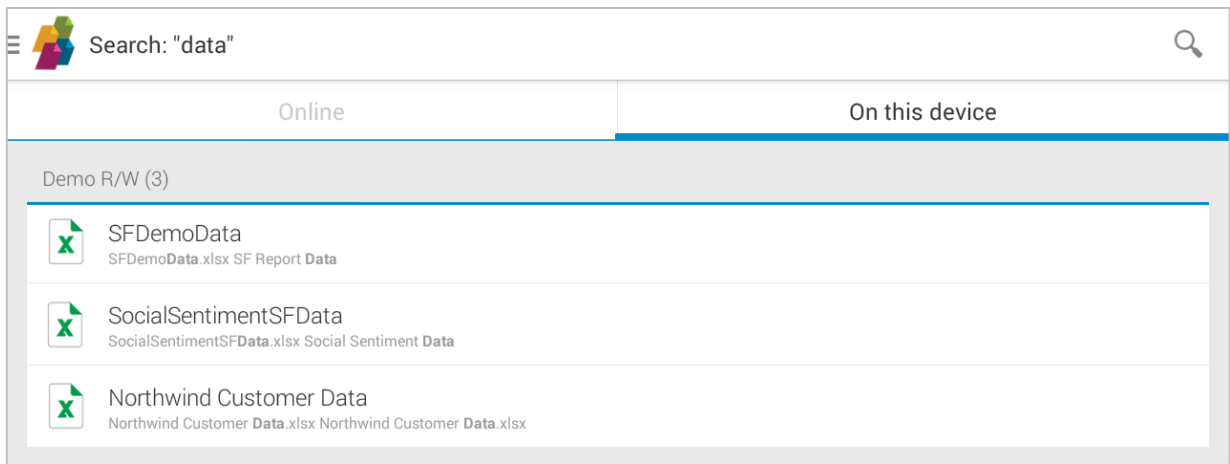 Search: "data"
Online
On this device
Demo R/W (3)
SFDemoData
SFDemoData.xlsx SF Report Data
SocialSentimentSFData
SocialSentimentSFData.xlsx Social Sentiment Data
Northwind Customer Data
Northwind Customer Data.xlsx Northwind Customer Data.xlsx